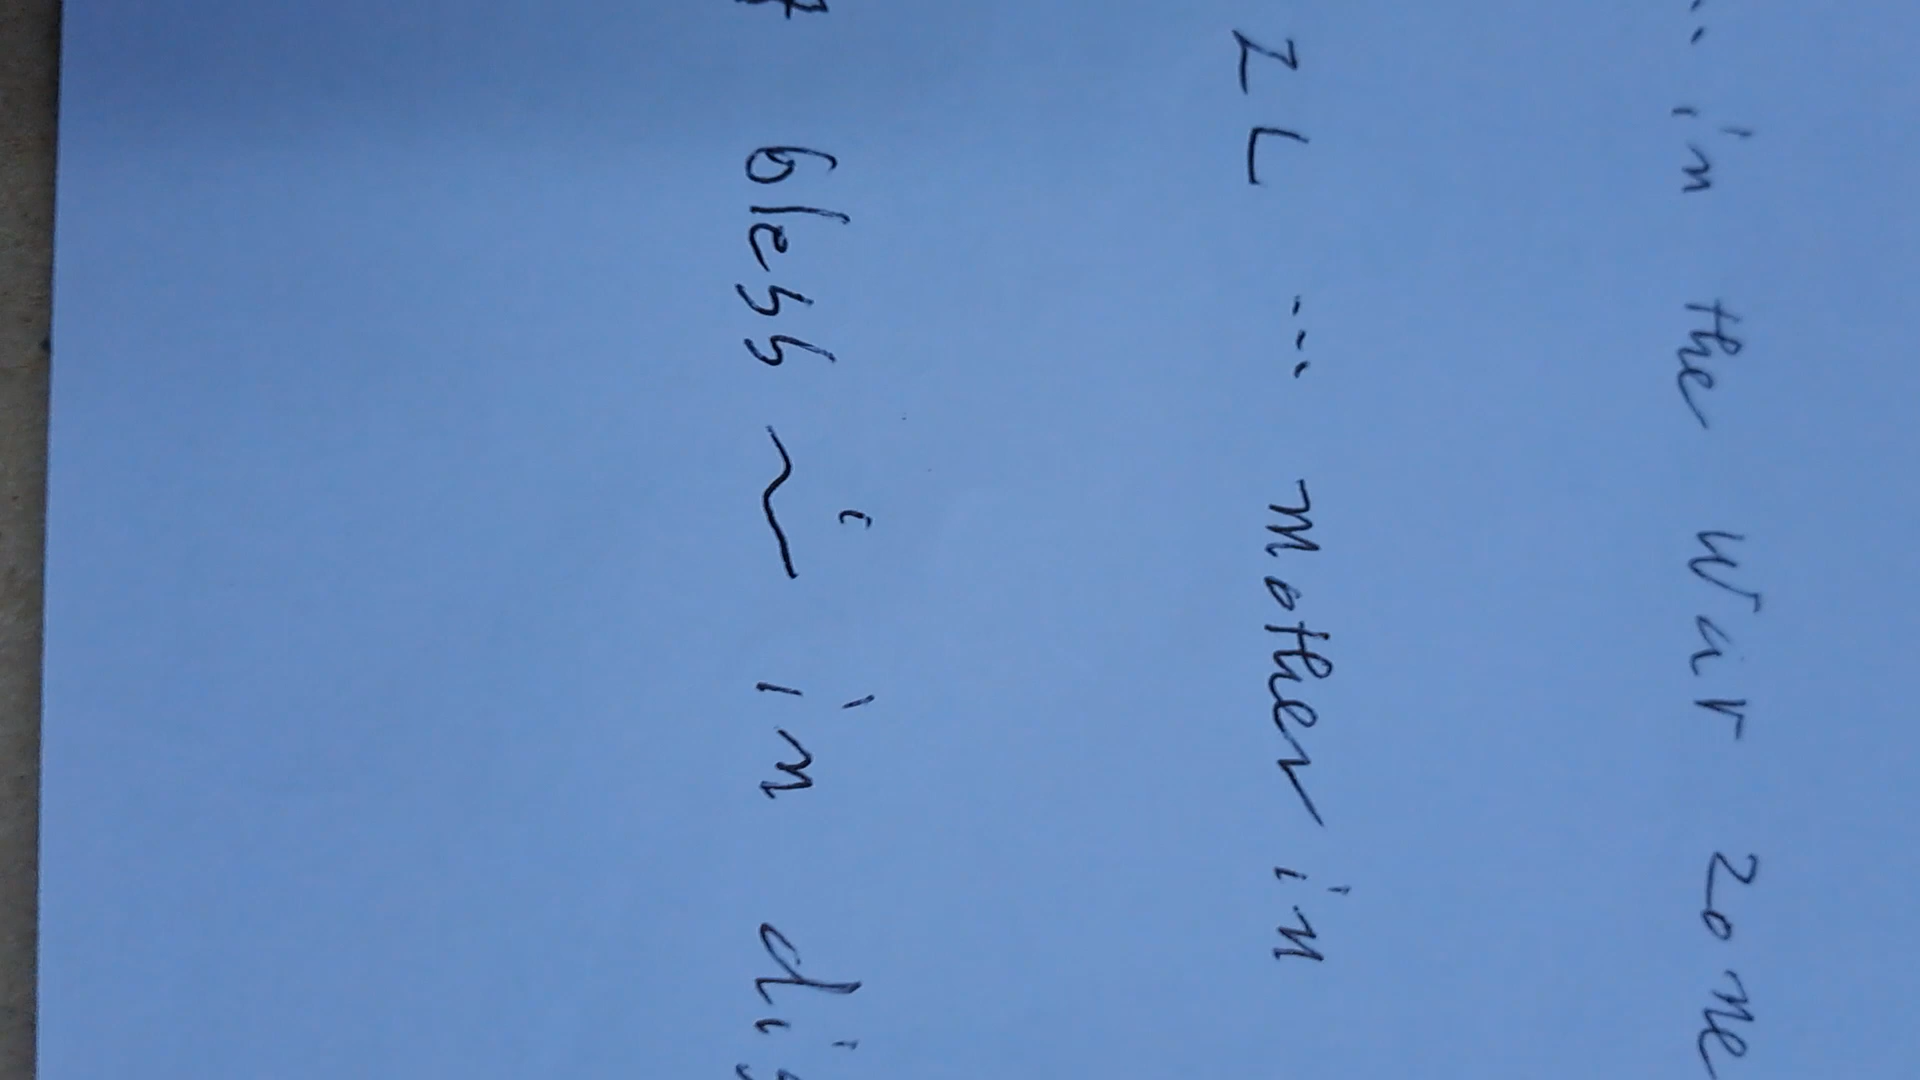 ... in the war zone
IL ... mother in
bless ~ in